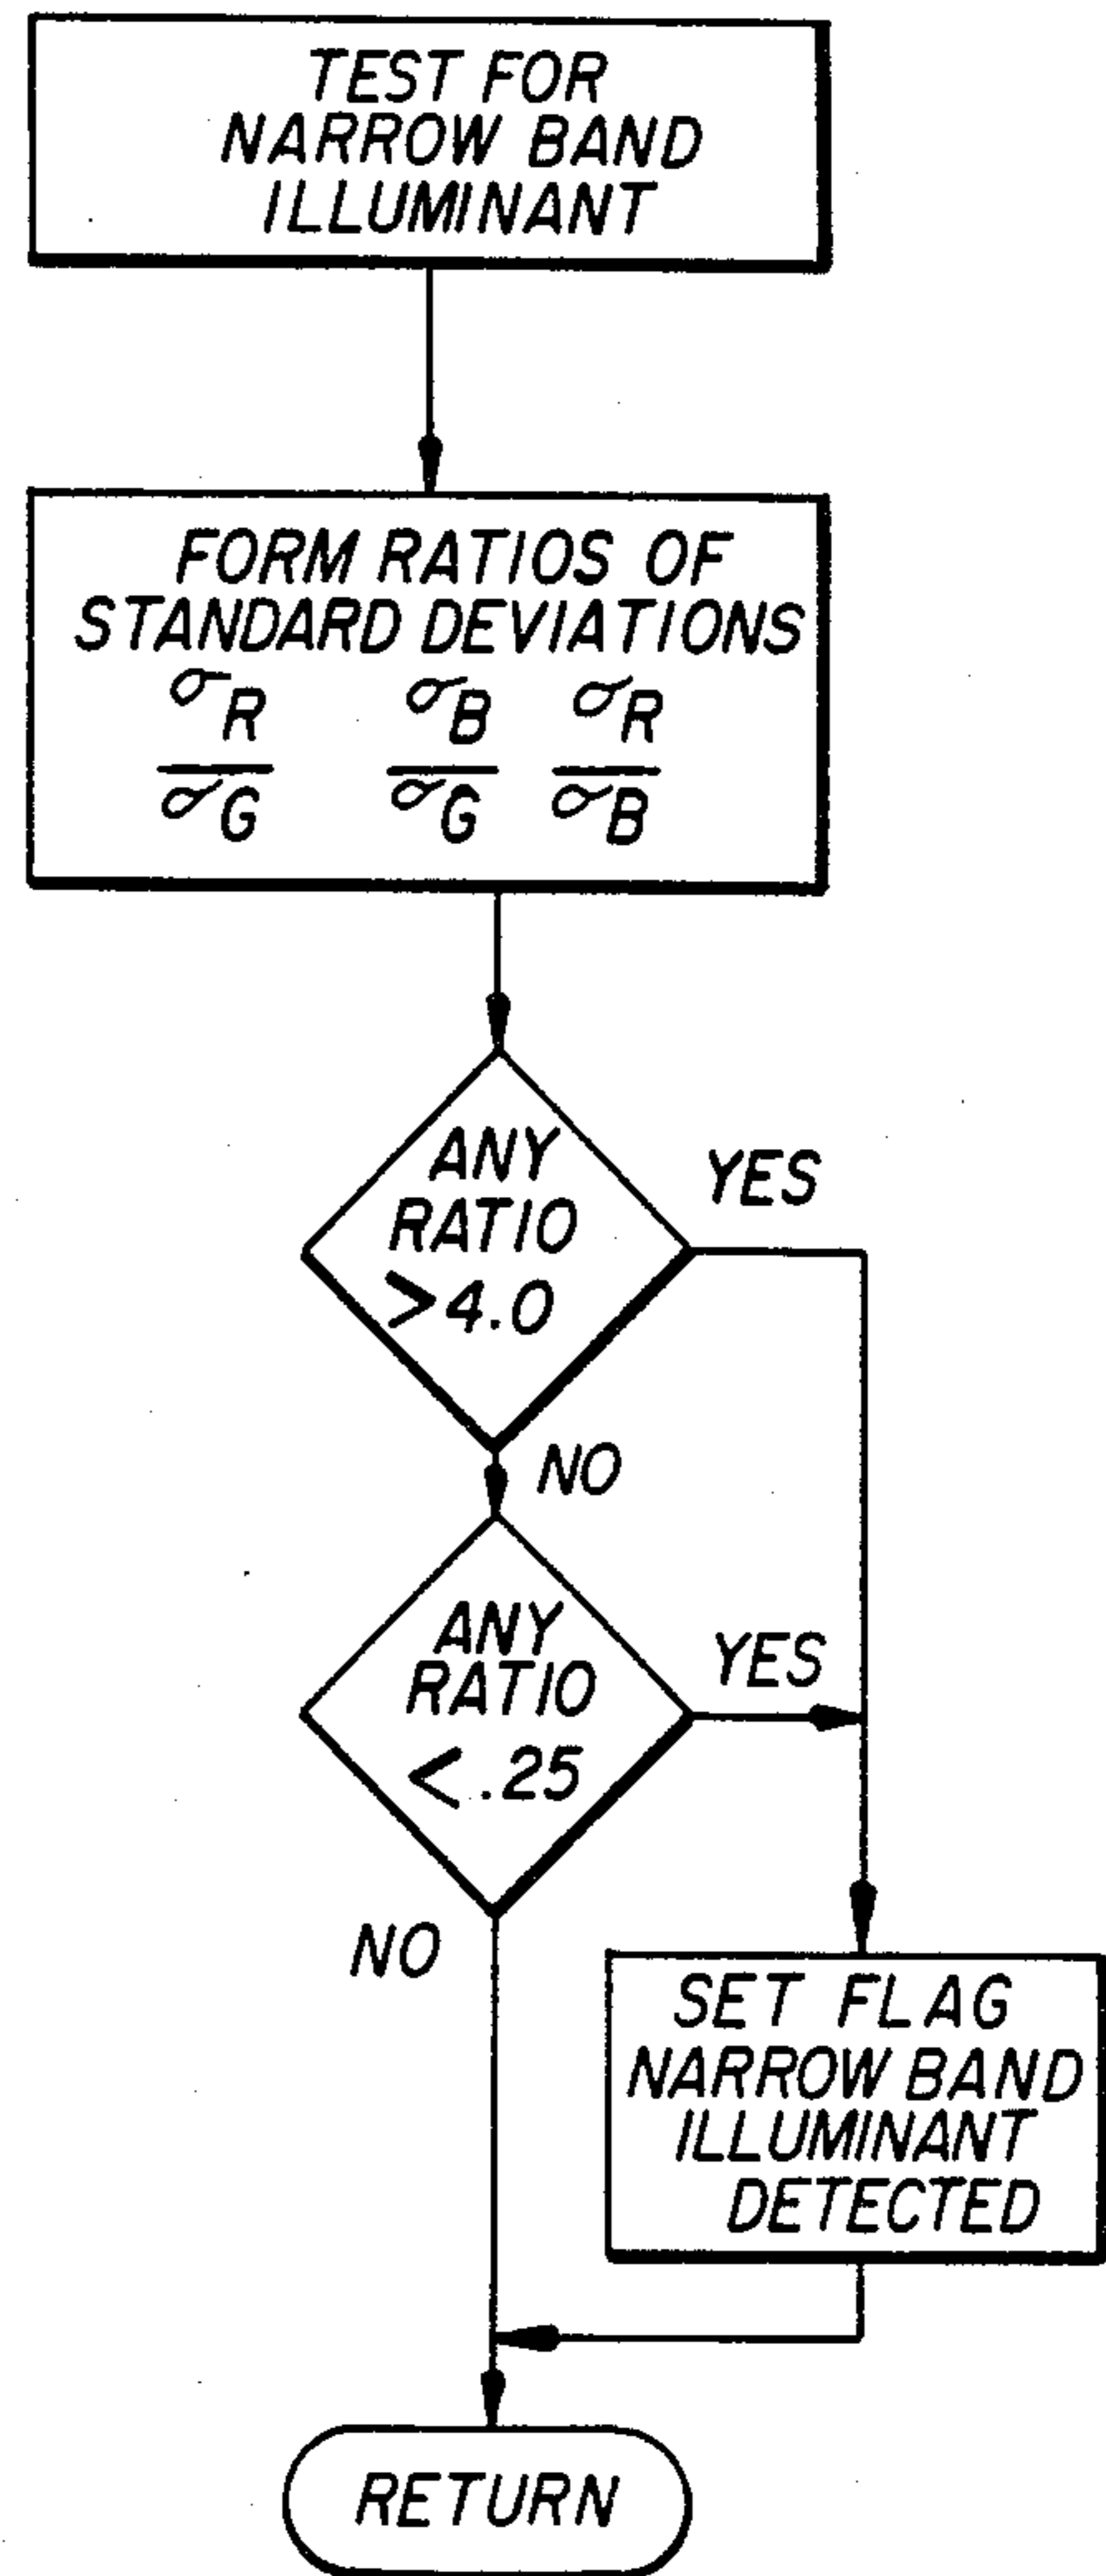 TEST FOR
NARROW BAND
ILLUMINANT
FORM RATIOS OF
STANDARD DEVIATIONS
σR σB σR
σG σG σB
ANY
RATIO
>4.0
YES
NO
ANY
RATIO
<.25
YES
NO
SET FLAG
NARROW BAND
ILLUMINANT
DETECTED
RETURN